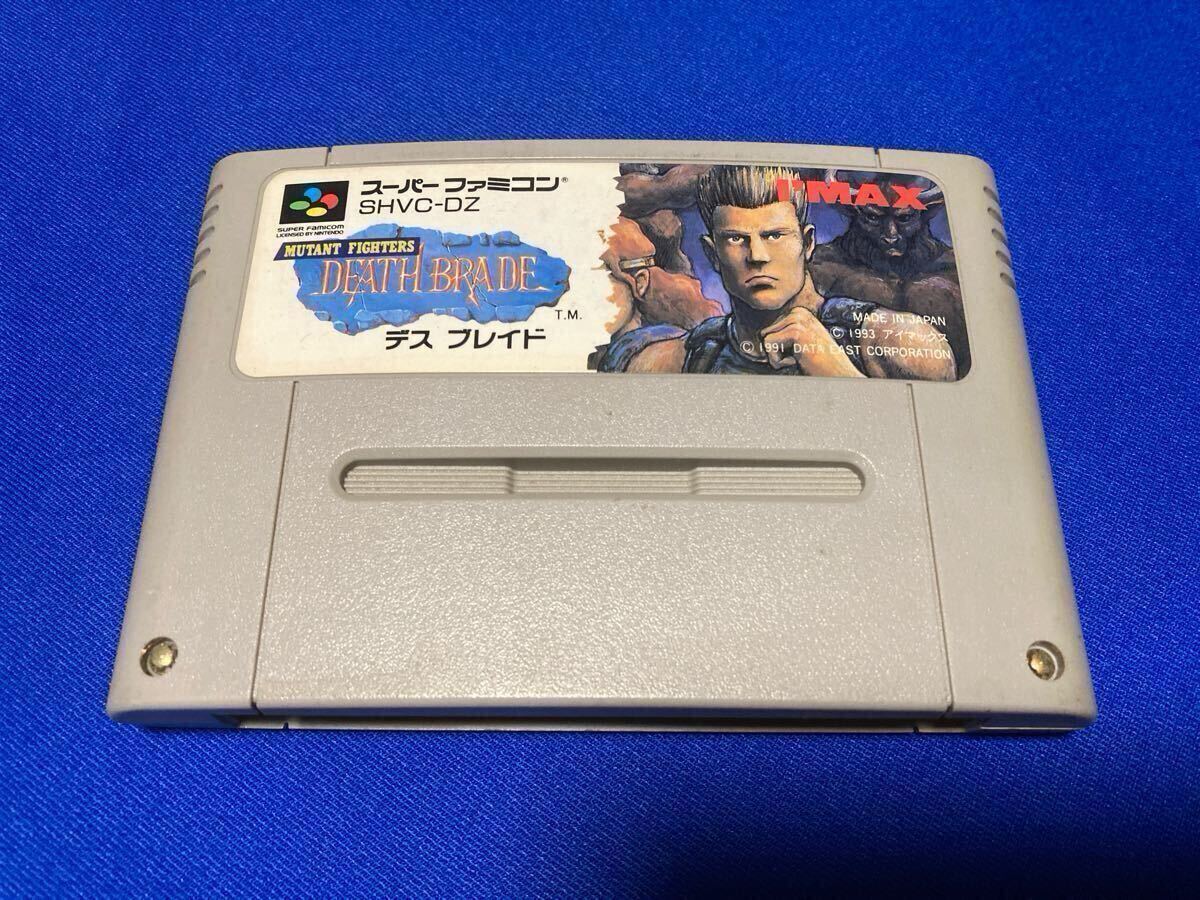 スーパーファミコン®
SHVC-DZ
SUPER FAMICOM
LICENSED BY NINTENDO
MUTANT FIGHTERS
DEATH BRADE
T.M.
デス ブレイド
I'MAX
MADE IN JAPAN
© 1993 アイマックス
© 1991 DATA EAST CORPORATION